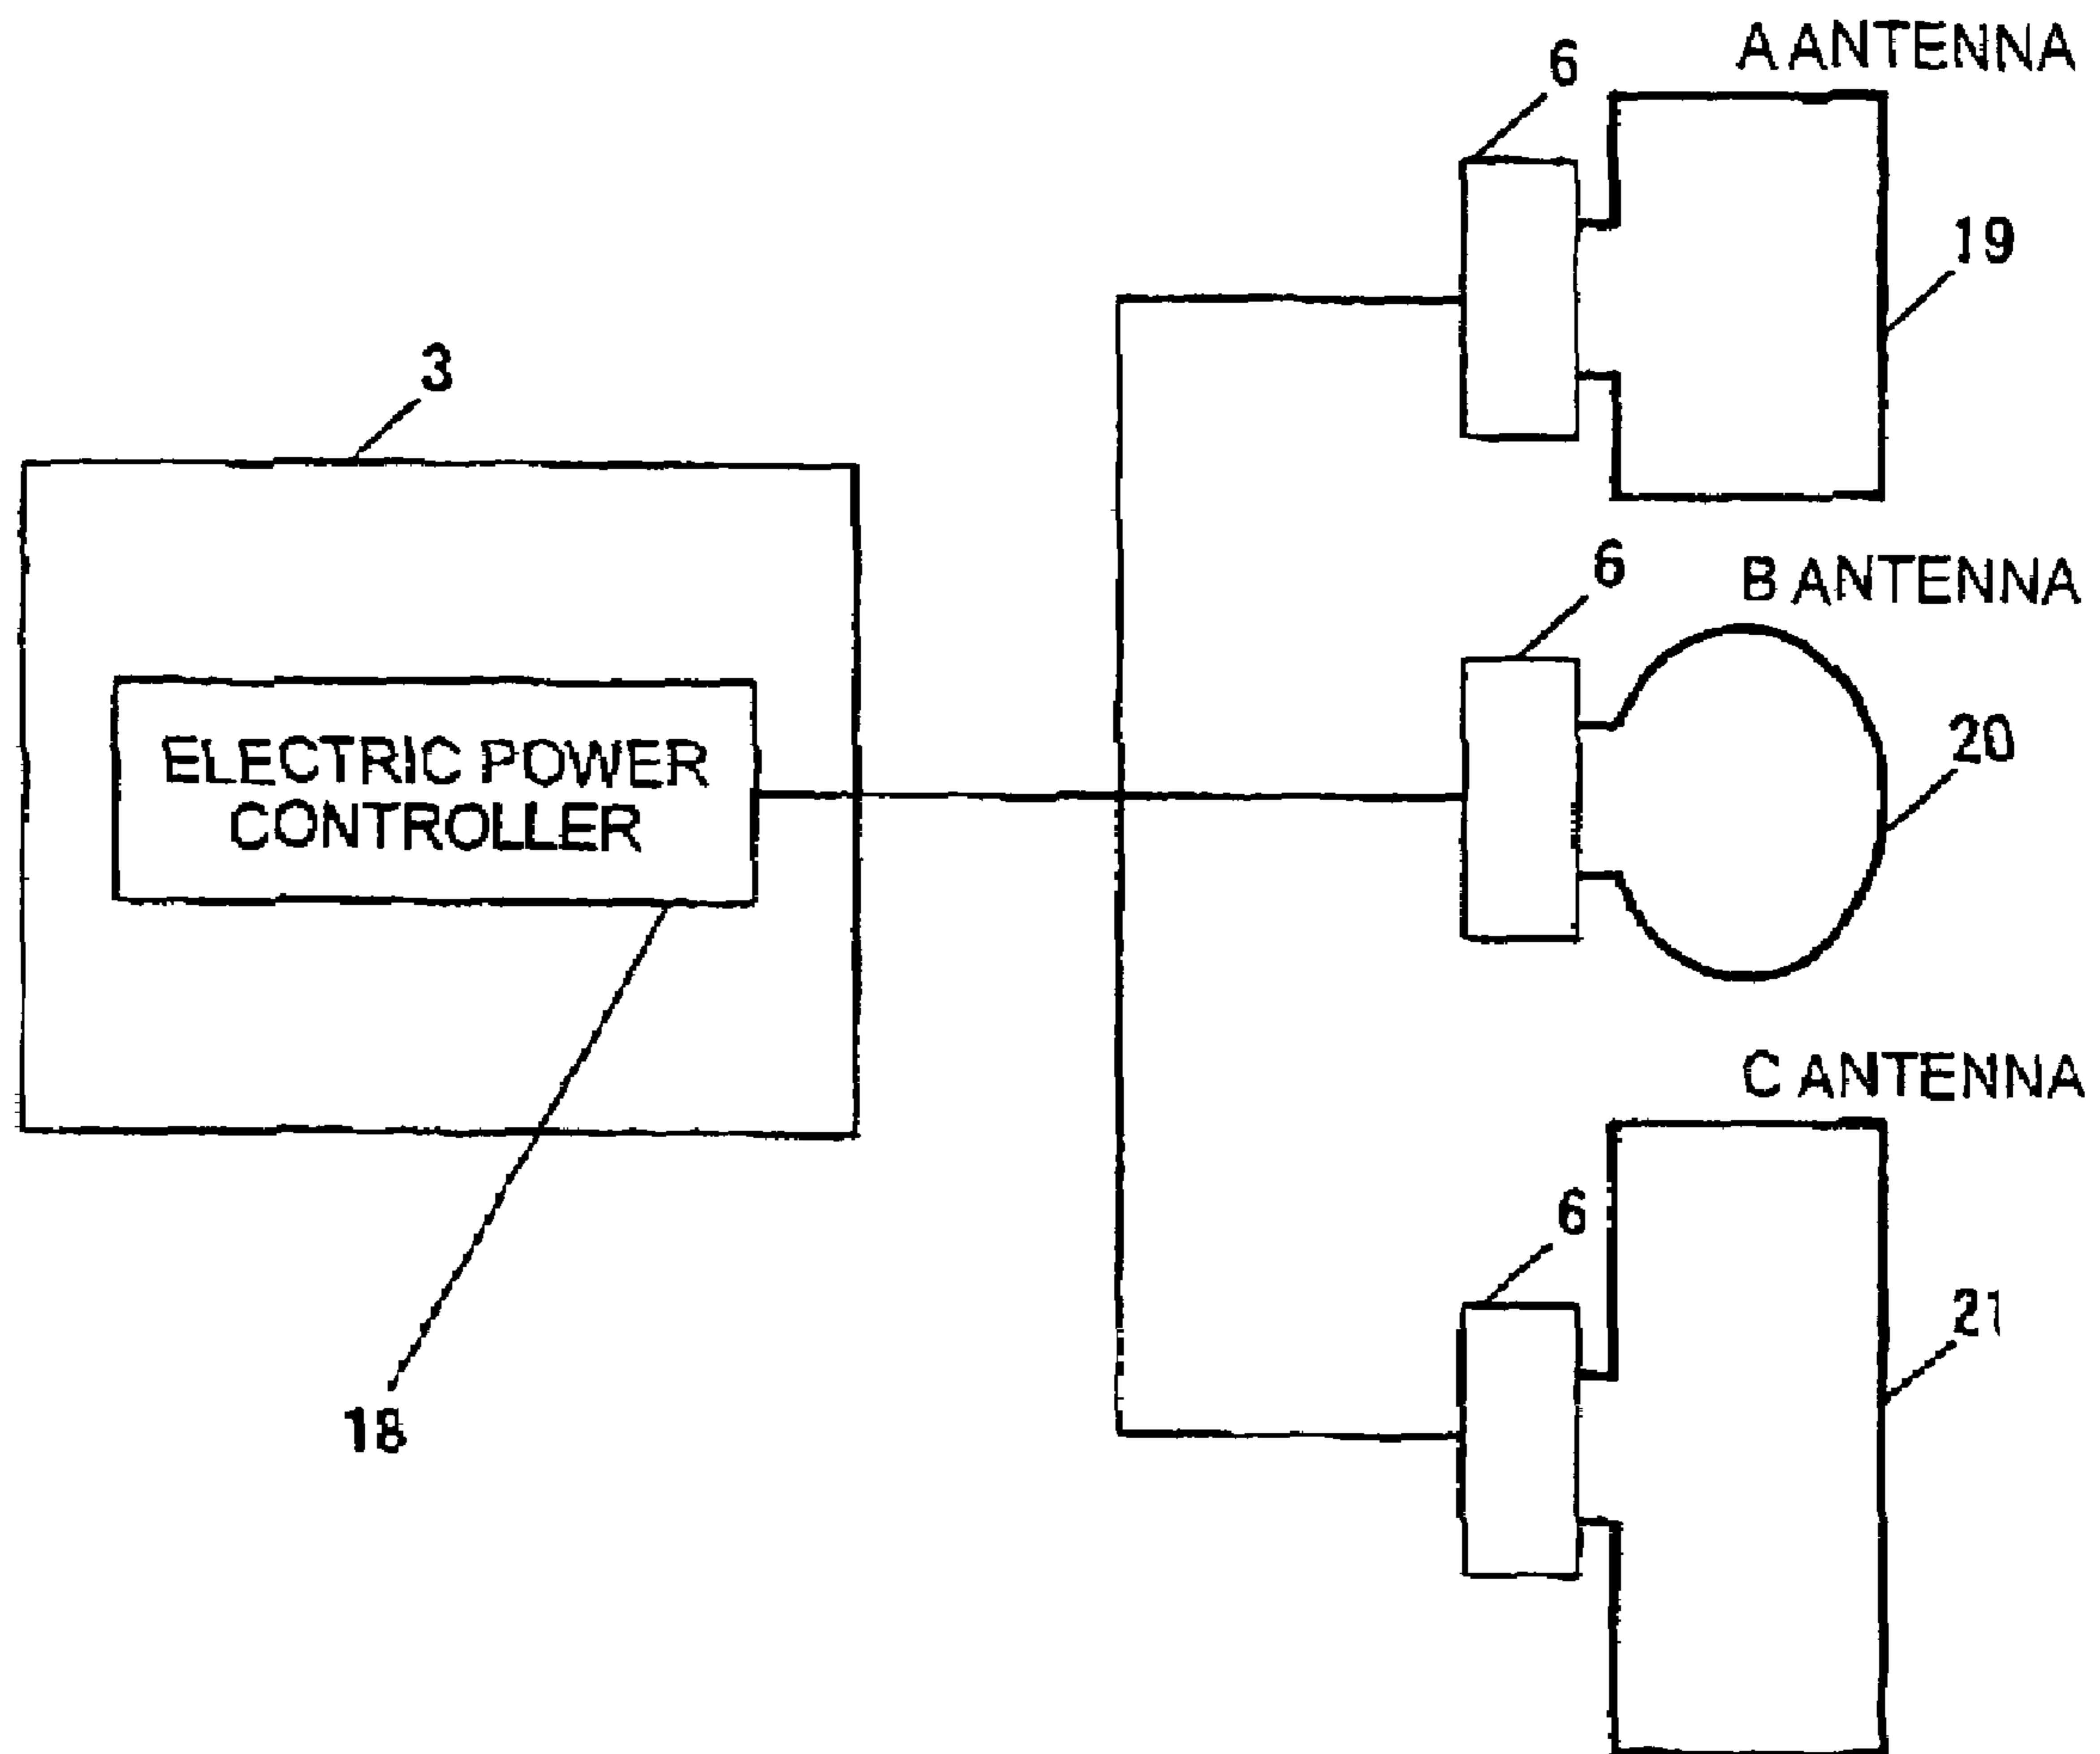 A ANTENNA
6
19
3
6
B ANTENNA
ELECTRIC POWER
CONTROLLER
20
C ANTENNA
6
21
18